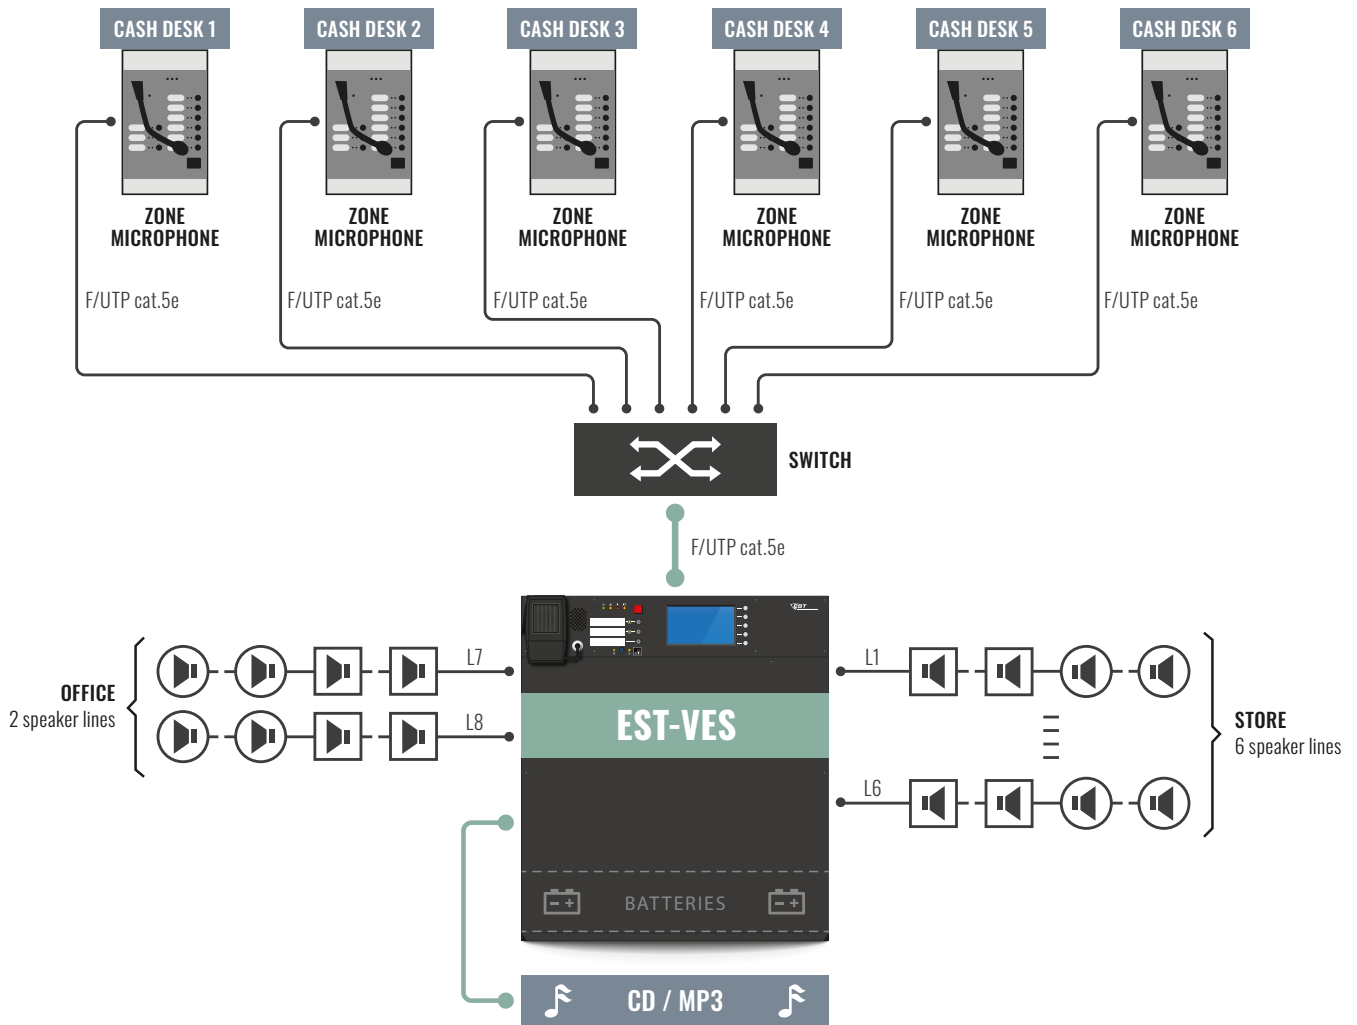 CASH DESK 1
CASH DESK 2
CASH DESK 3
CASH DESK 4
CASH DESK 5
CASH DESK 6
ZONE
MICROPHONE
ZONE
MICROPHONE
ZONE
MICROPHONE
ZONE
MICROPHONE
ZONE
MICROPHONE
ZONE
MICROPHONE
F/UTP cat.5e
F/UTP cat.5e
F/UTP cat.5e
F/UTP cat.5e
F/UTP cat.5e
F/UTP cat.5e
SWITCH
F/UTP cat.5e
EST
OFFICE
2 speaker lines
L7
L8
EST-VES
L1
L6
STORE
6 speaker lines
BATTERIES
CD / MP3